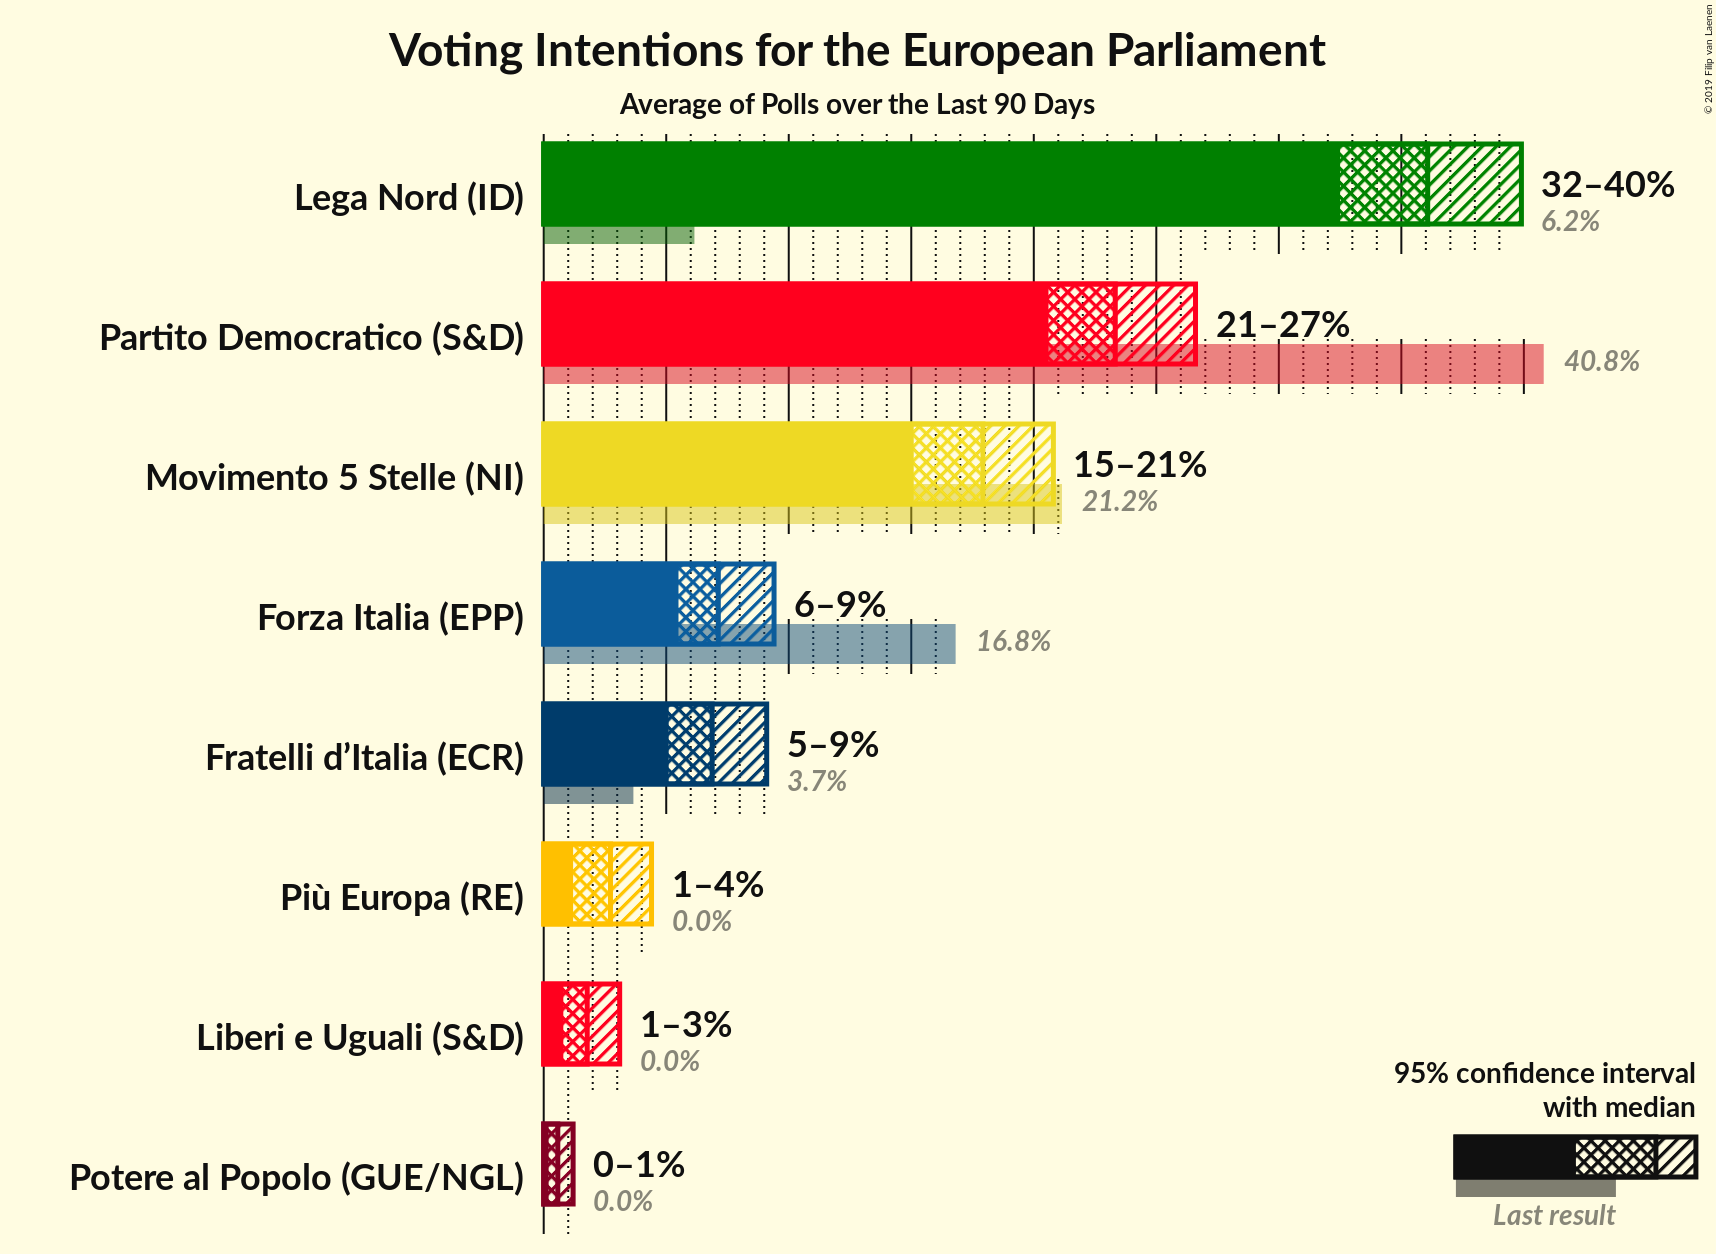 Voting Intentions for the European Parliament
Average of Polls over the Last 90 Days
© 2019 Filip van Laenen
Lega Nord (ID)
32–40%
6.2%
Partito Democratico (S&D)
21–27%
40.8%
Movimento 5 Stelle (NI)
15–21%
21.2%
Forza Italia (EPP)
6–9%
16.8%
Fratelli d’Italia (ECR)
5–9%
3.7%
Più Europa (RE)
1–4%
0.0%
Liberi e Uguali (S&D)
1–3%
0.0%
Potere al Popolo (GUE/NGL)
0–1%
0.0%
95% confidence interval
with median
Last result